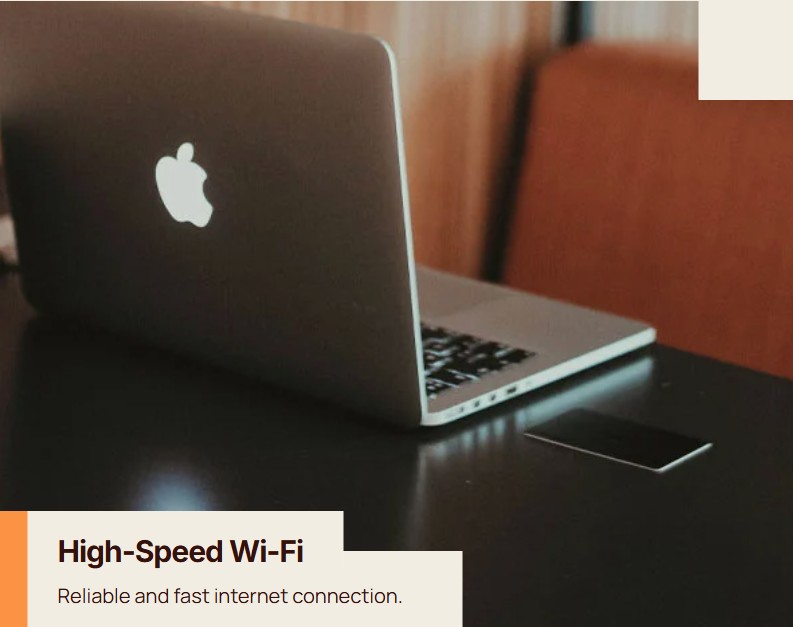 High-Speed Wi-Fi
Reliable and fast internet connection.